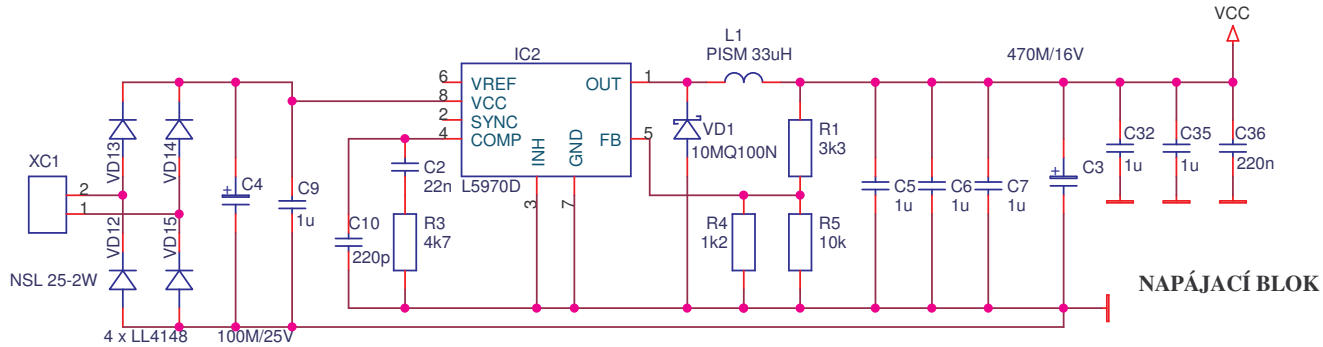 VCC
L1
PISM 33uH
470M/16V
IC2
6
VREF
OUT
1
8
VCC
2
SYNC
4
COMP
INH
GND
FB
5
L5970D
3
7
VD13
VD14
XC1
2
1
VD12
VD15
NSL 25-2W
4 x LL4148
C4
+
100M/25V
C9
1u
C10
220p
C2
22n
R3
4k7
VD1
10MQ100N
R1
3k3
R4
1k2
R5
10k
C5
1u
C6
1u
C7
1u
+
C3
C32
1u
C35
1u
C36
220n
NAPÁJACÍ BLOK